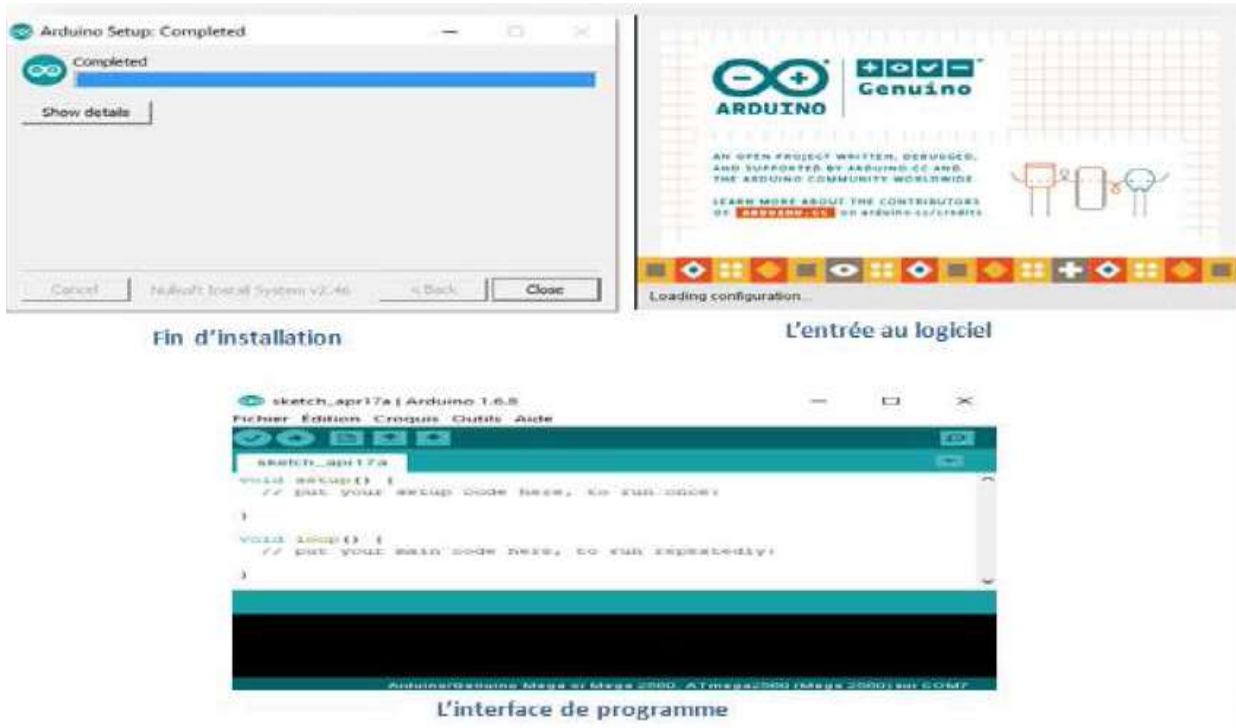 Arduino Setup: Completed
Completed
Show details
Cancel
Nullsoft Install System v2.46
< Back
Close
Fin d'installation
ARDUINO
Genuino
AN OPEN PROJECT WRITTEN, DEBUGGED,
AND SUPPORTED BY ARDUINO.CC AND
THE ARDUINO COMMUNITY WORLDWIDE
LEARN MORE ABOUT THE CONTRIBUTORS
OF ARDUINO.CC on arduino.cc/credits
Loading configuration...
L'entrée au logiciel
sketch_apr17a | Arduino 1.6.8
Fichier Édition Croquis Outils Aide
sketch_apr17a
void setup() {
// put your setup code here, to run once:
}
void loop() {
// put your main code here, to run repeatedly:
}
Arduino/Genuino Mega or Mega 2560, ATmega2560 (Mega 2560) sur COM7
L'interface de programme